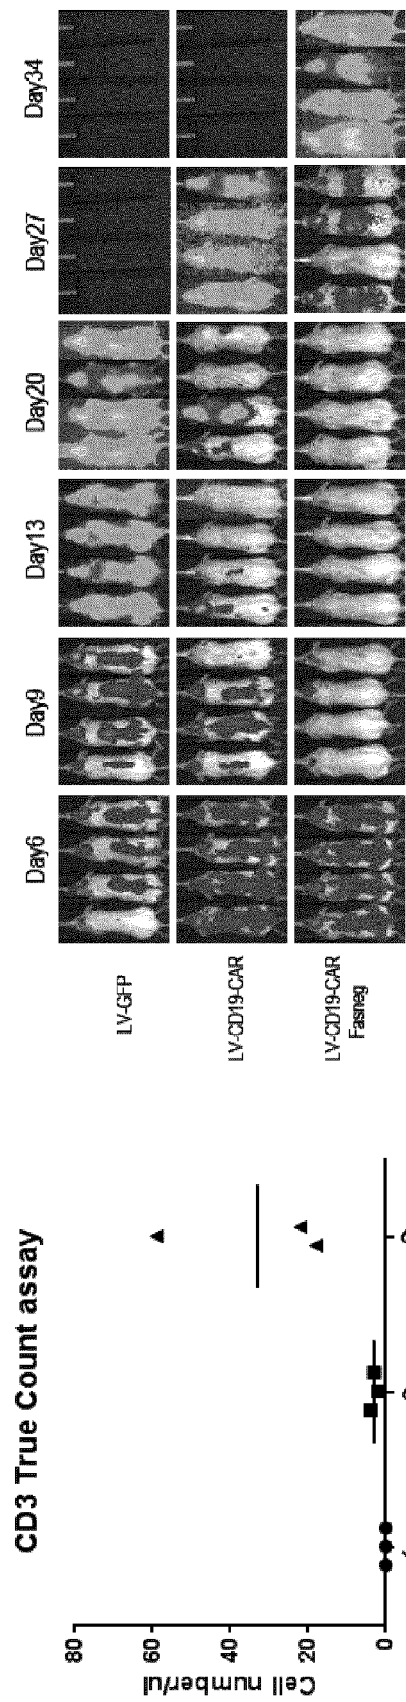 Day6
Day9
Day13
Day20
Day27
Day34
LV-GFP
LV-CD19-CAR
LV-CD19-CAR
Fasneg
CD3 True Count assay
Cell number/ul
80
60
40
20
0